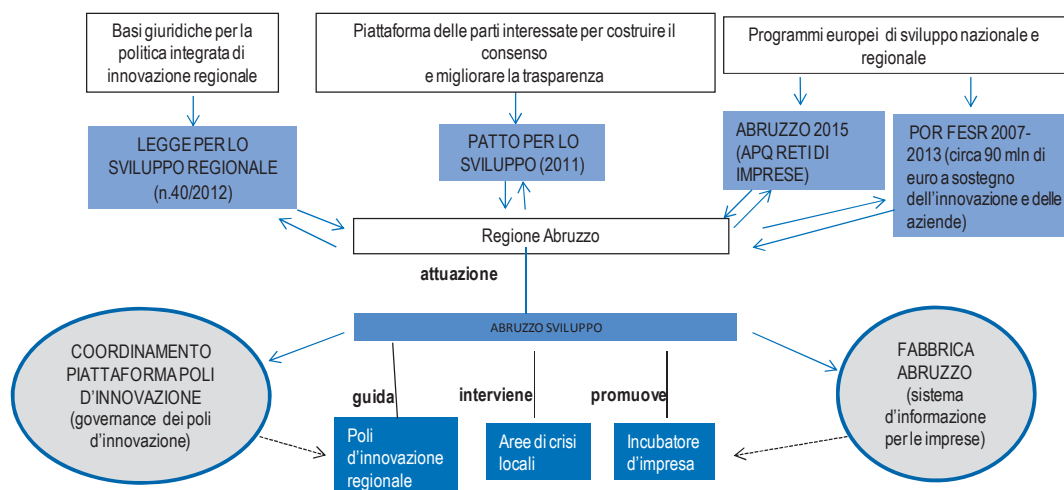 Basi giuridiche per la
politica integrata di
innovazione regionale
Piattaforma delle parti interessate per costruire il
consenso
e migliorare la trasparenza
Programmi europei di sviluppo nazionale e
regionale
LEGGE PER LO
SVILUPPO REGIONALE
(n.40/2012)
PATTO PER LO
SVILUPPO (2011)
ABRUZZO 2015
(APQ RETI DI
IMPRESE)
POR FESR 2007-
2013 (circa 90 mln di
euro a sostegno
dell'innovazione e delle
aziende)
Regione Abruzzo
attuazione
ABRUZZO SVILUPPO
COORDINAMENTO
PIATTAFORMA POLI
D'INNOVAZIONE
(governance dei poli
d'innovazione)
guida
interviene
promuove
FABBRICA
ABRUZZO
(sistema
d'informazione
per le imprese)
Poli
d'innovazione
regionale
Aree di crisi
locali
Incubatore
d'impresa